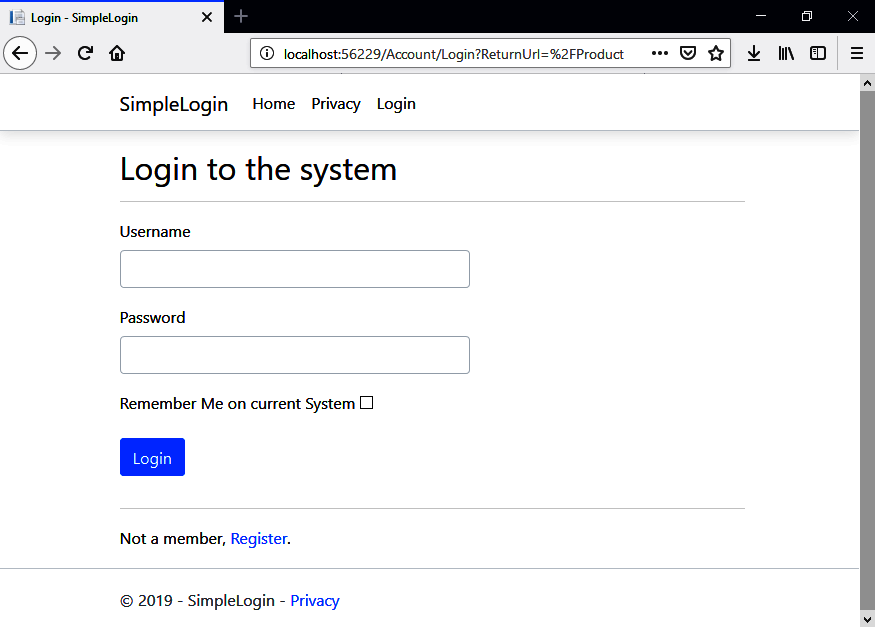 Login - SimpleLogin
localhost:56229/Account/Login?ReturnUrl=%2FProduct
SimpleLogin Home Privacy Login
Login to the system
Username
Password
Remember Me on current System
Login
Not a member, Register.
© 2019 - SimpleLogin - Privacy